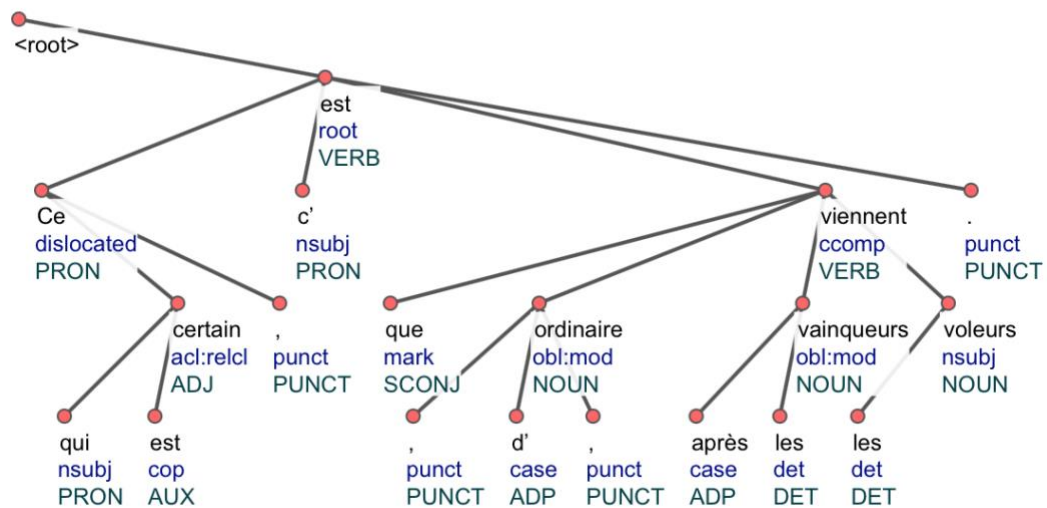 <root>
est
root
VERB
Ce c’ viennent .
dislocated nsubj ccomp punct
PRON PRON VERB PUNCT
certain , que ordinaire vainqueurs voleurs
acl:relcl punct mark obl:mod obl:mod nsubj
ADJ PUNCT SCONJ NOUN NOUN NOUN
qui est , d’ , après les les
nsubj cop punct case punct case det det
PRON AUX PUNCT ADP PUNCT ADP DET DET